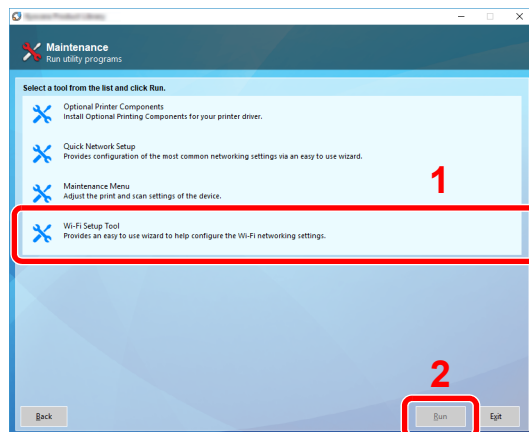 Maintenance
Run utility programs
Select a tool from the list and click Run.
Optional Printer Components
Install Optional Printing Components for your printer driver.
Quick Network Setup
Provides configuration of the most common networking settings via an easy to use wizard.
1
Maintenance Menu
Adjust the print and scan settings of the device.
Wi-Fi Setup Tool
Provides an easy to use wizard to help configure the Wi-Fi networking settings.
2
Back
Run
Exit